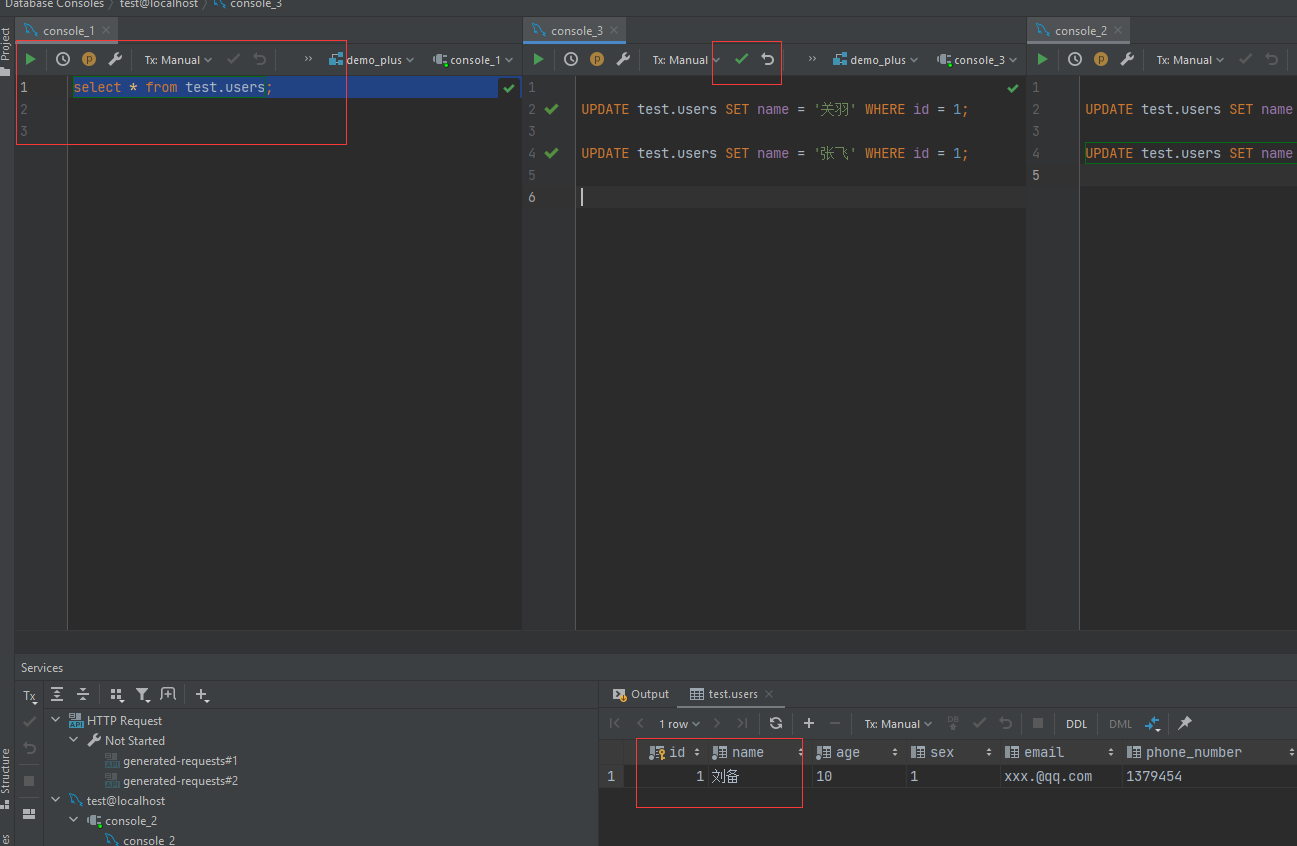 Database Consoles test@localhost console_3
Project
console_1
Tx: Manual
demo_plus
console_1
1
select * from test.users;
2
3
console_3
Tx: Manual
demo_plus
console_3
1
2
UPDATE test.users SET name = '关羽' WHERE id = 1;
3
4
UPDATE test.users SET name = '张飞' WHERE id = 1;
5
6
console_2
Tx: Manual
1
2
UPDATE test.users SET name
3
4
UPDATE test.users SET name
5
Services
Tx
HTTP Request
API
Not Started
generated-requests#1
API
generated-requests#2
API
test@localhost
console_2
console_2
Structure
Output
test.users
1 row
Tx: Manual
DB
DDL
DML
id name age sex email phone_number
1 1 刘备 10 1 xxx.@qq.com 1379454